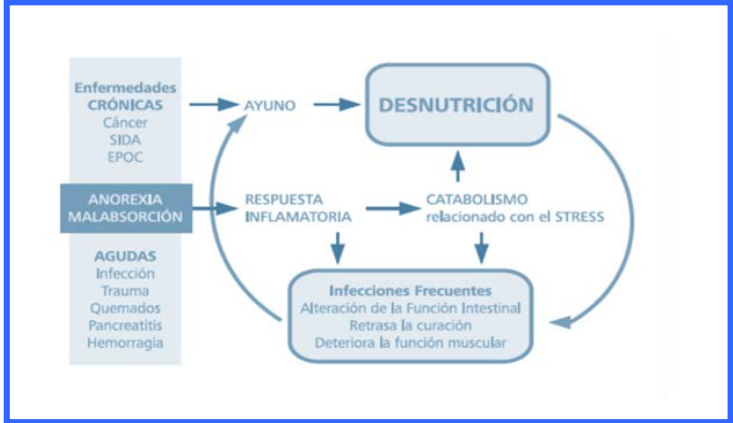 Enfermedades
CRÓNICAS
Cáncer
SIDA
EPOC
ANOREXIA
MALABSORCIÓN
AGUDAS
Infección
Trauma
Quemados
Pancreatitis
Hemorragia
AYUNO
DESNUTRICIÓN
RESPUESTA
INFLAMATORIA
CATABOLISMO
relacionado con el STRESS
Infecciones Frecuentes
Alteración de la Función Intestinal
Retrasa la curación
Deteriora la función muscular